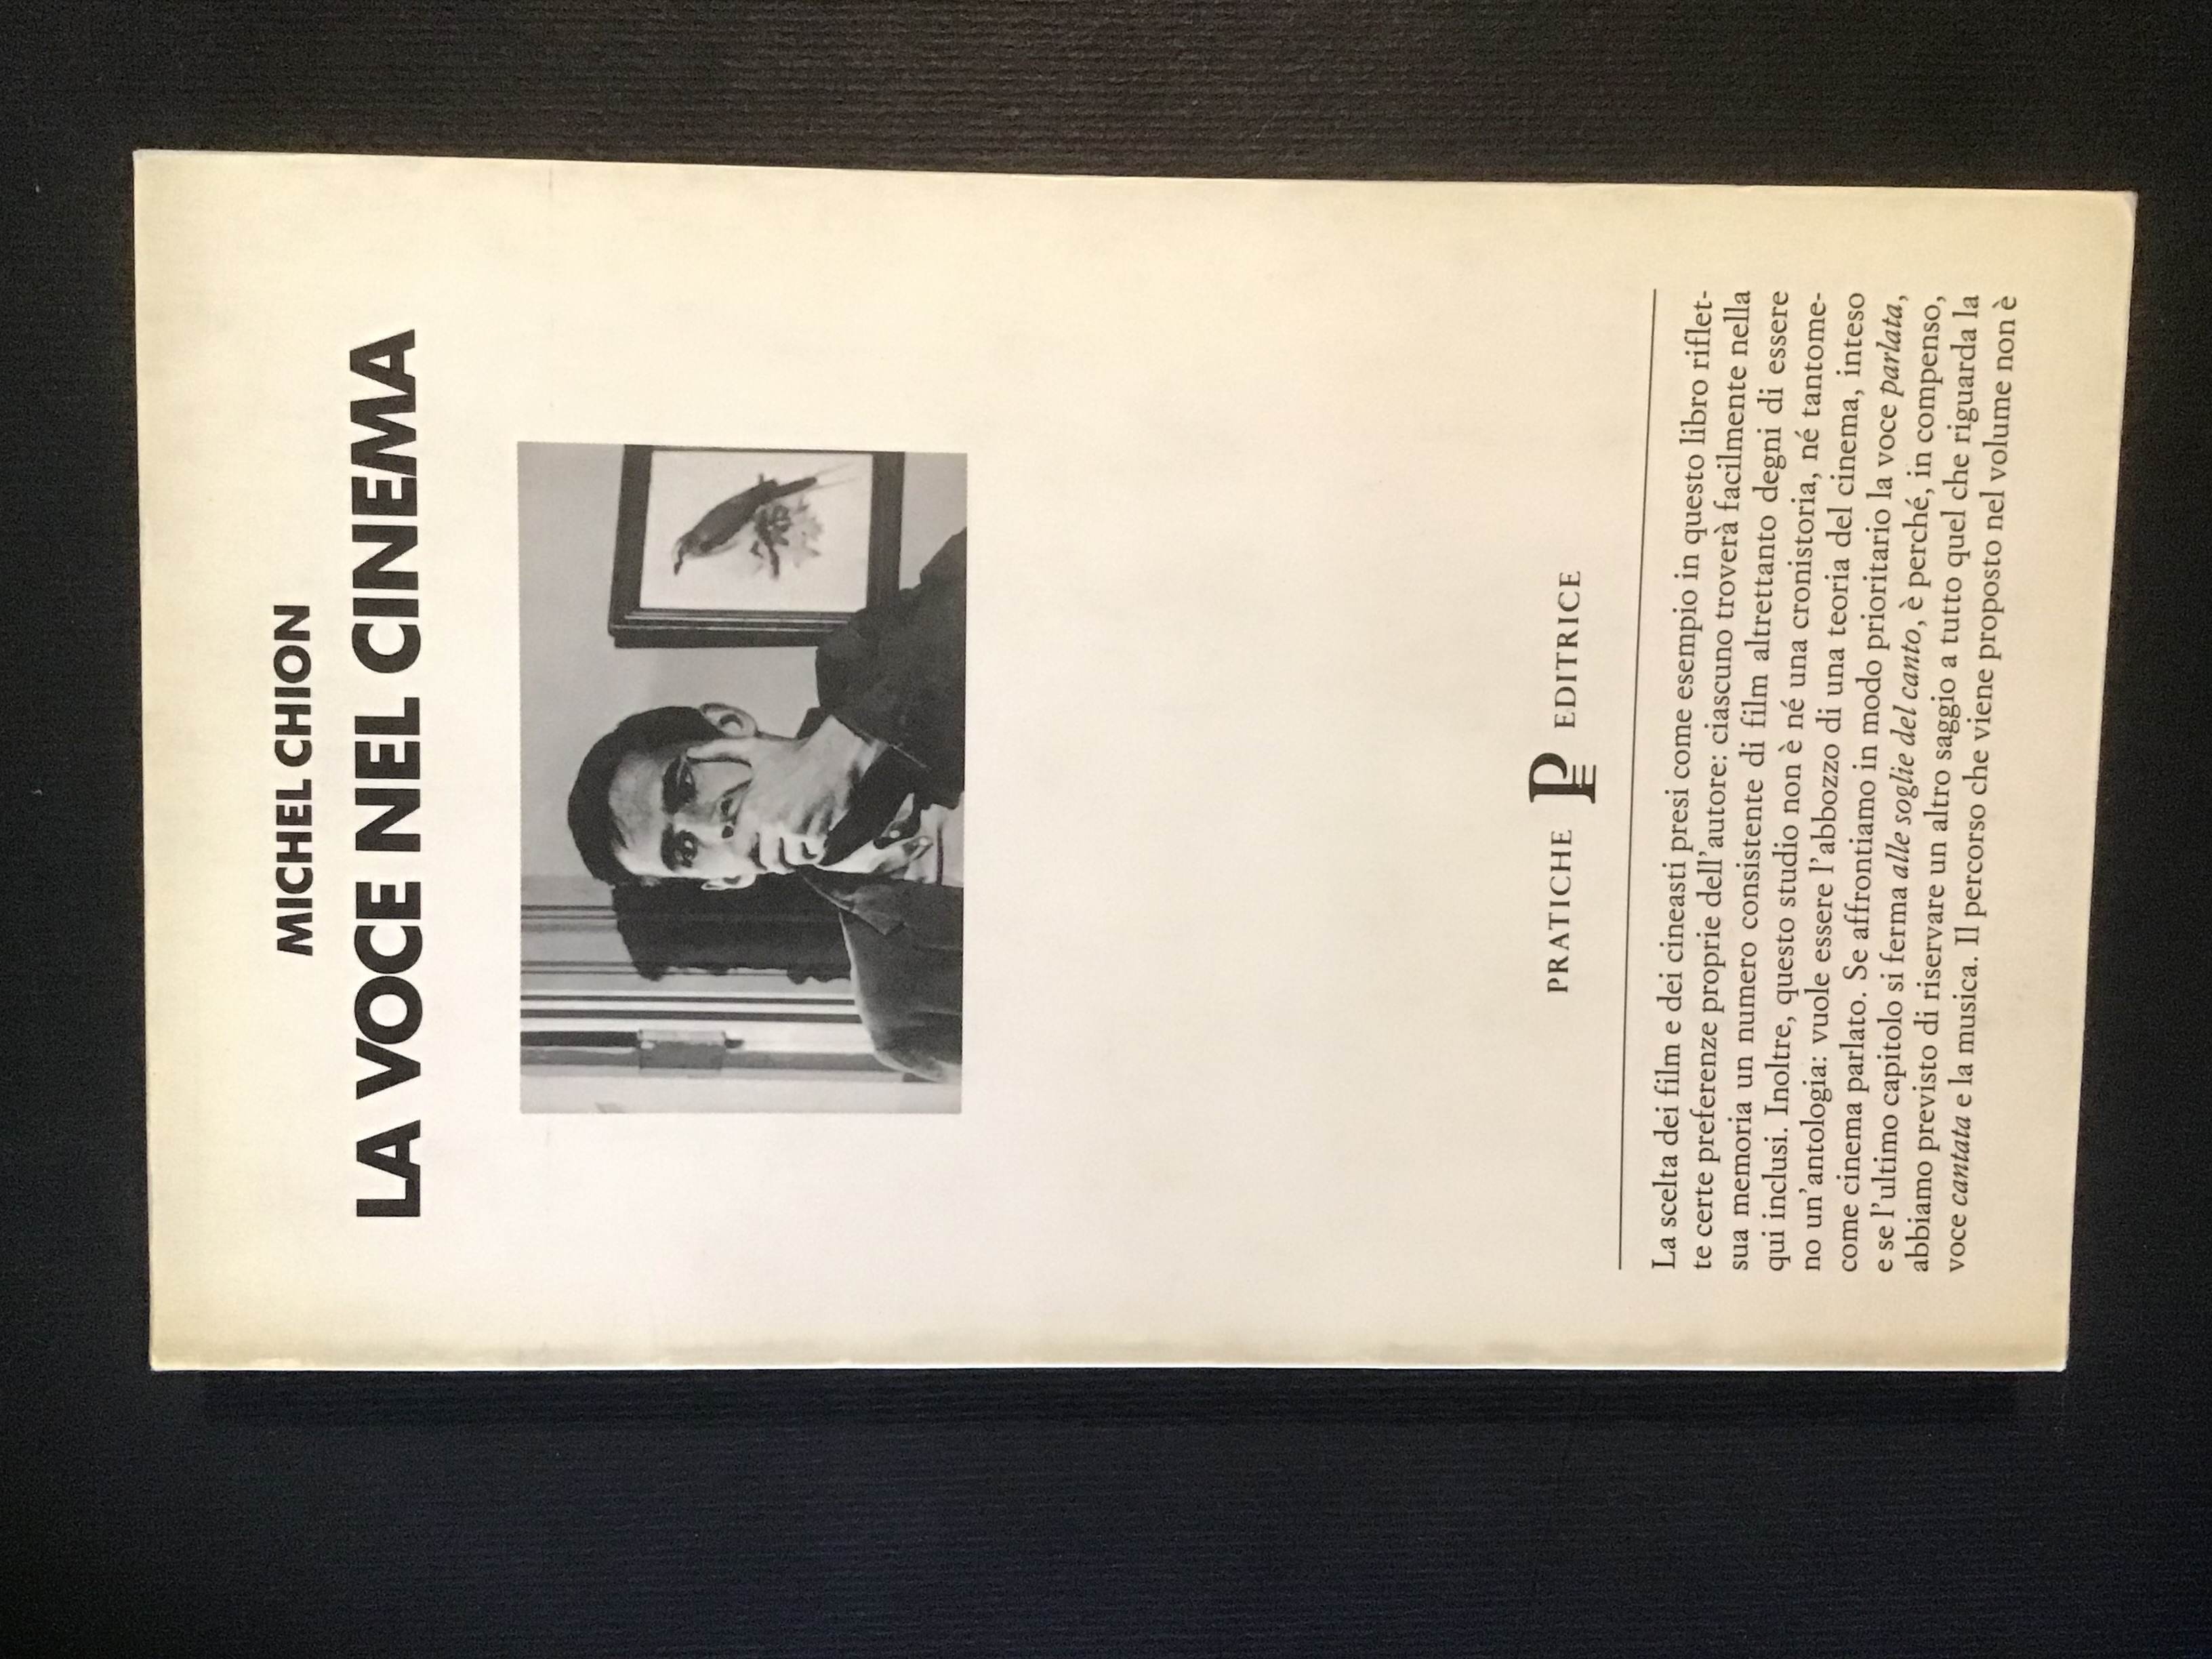 MICHEL CHION
LA VOCE NEL CINEMA
PRATICHE PE EDITRICE
La scelta dei film e dei cineasti presi come esempio in questo libro riflet-
te certe preferenze proprie dell'autore: ciascuno troverà facilmente nella
sua memoria un numero consistente di film altrettanto degni di essere
qui inclusi. Inoltre, questo studio non è né una cronistoria, né tantome-
no un'antologia: vuole essere l'abbozzo di una teoria del cinema, inteso
come cinema parlato. Se affrontiamo in modo prioritario la voce parlata,
e se l'ultimo capitolo si ferma alle soglie del canto, è perché, in compenso,
abbiamo previsto di riservare un altro saggio a tutto quel che riguarda la
voce cantata e la musica. Il percorso che viene proposto nel volume non è